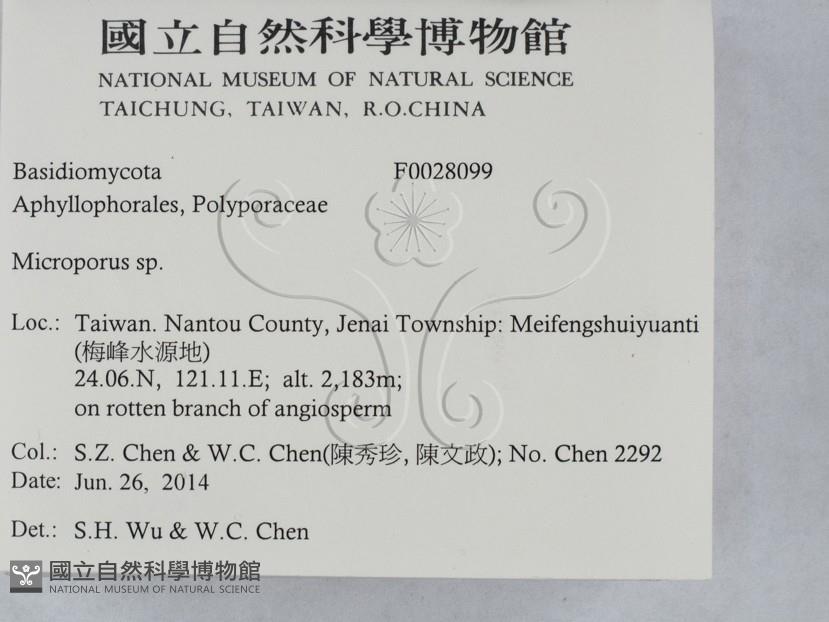 國立自然科學博物館
NATIONAL MUSEUM OF NATURAL SCIENCE
TAICHUNG, TAIWAN, R.O.CHINA
Basidiomycota F0028099
Aphyllophorales, Polyporaceae
Microporus sp.
Loc.: Taiwan. Nantou County, Jenai Township: Meifengshuiyuanti
(梅峰水源地)
24.06.N, 121.11.E; alt. 2,183m;
on rotten branch of angiosperm
Col.: S.Z. Chen & W.C. Chen(陳秀珍, 陳文政); No. Chen 2292
Date: Jun. 26, 2014
Det.: S.H. Wu & W.C. Chen
國立自然科學博物館
NATIONAL MUSEUM OF NATURAL SCIENCE